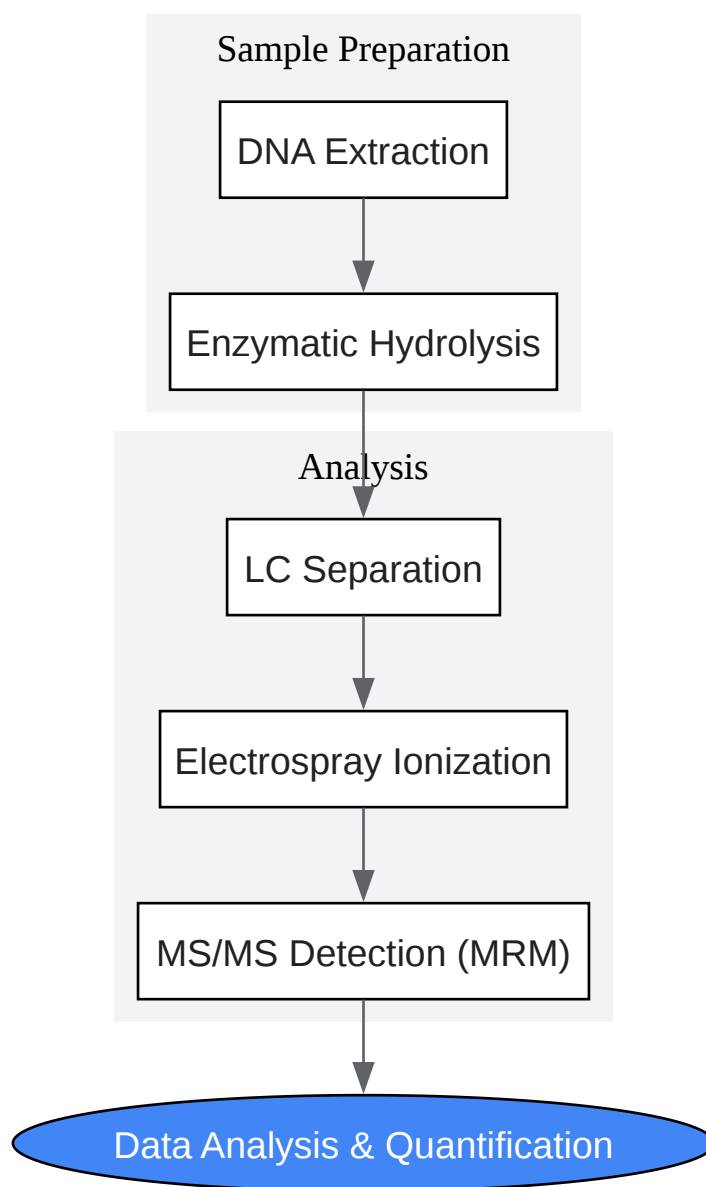 Sample Preparation
DNA Extraction
Enzymatic Hydrolysis
Analysis
LC Separation
Electrospray Ionization
MS/MS Detection (MRM)
Data Analysis & Quantification